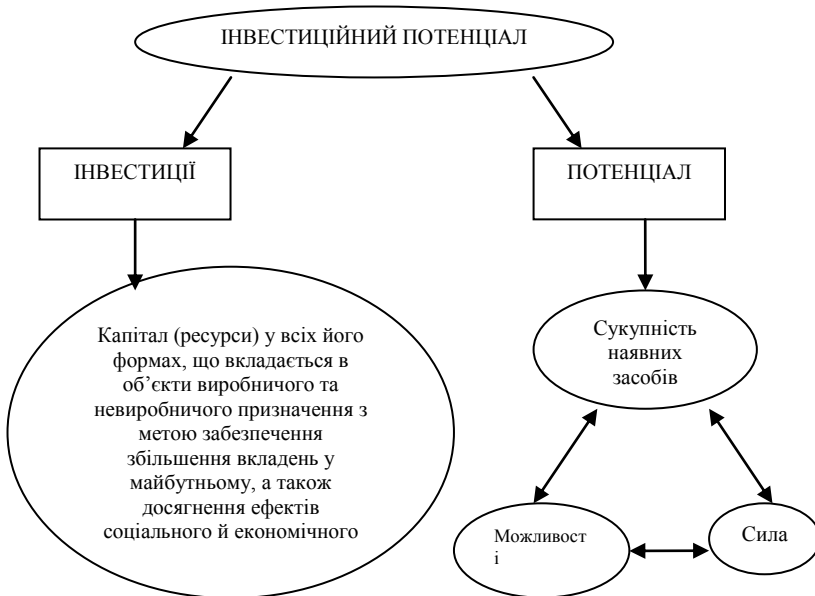 ІНВЕСТИЦІЙНИЙ ПОТЕНЦІАЛ
ІНВЕСТИЦІЇ
ПОТЕНЦІАЛ
Капітал (ресурси) у всіх його
формах, що вкладається в
об’єкти виробничого та
невиробничого призначення з
метою забезпечення
збільшення вкладень у
майбутньому, а також
досягнення ефектів
соціального й економічного
Сукупність
наявних
засобів
Можливост
і
Сила